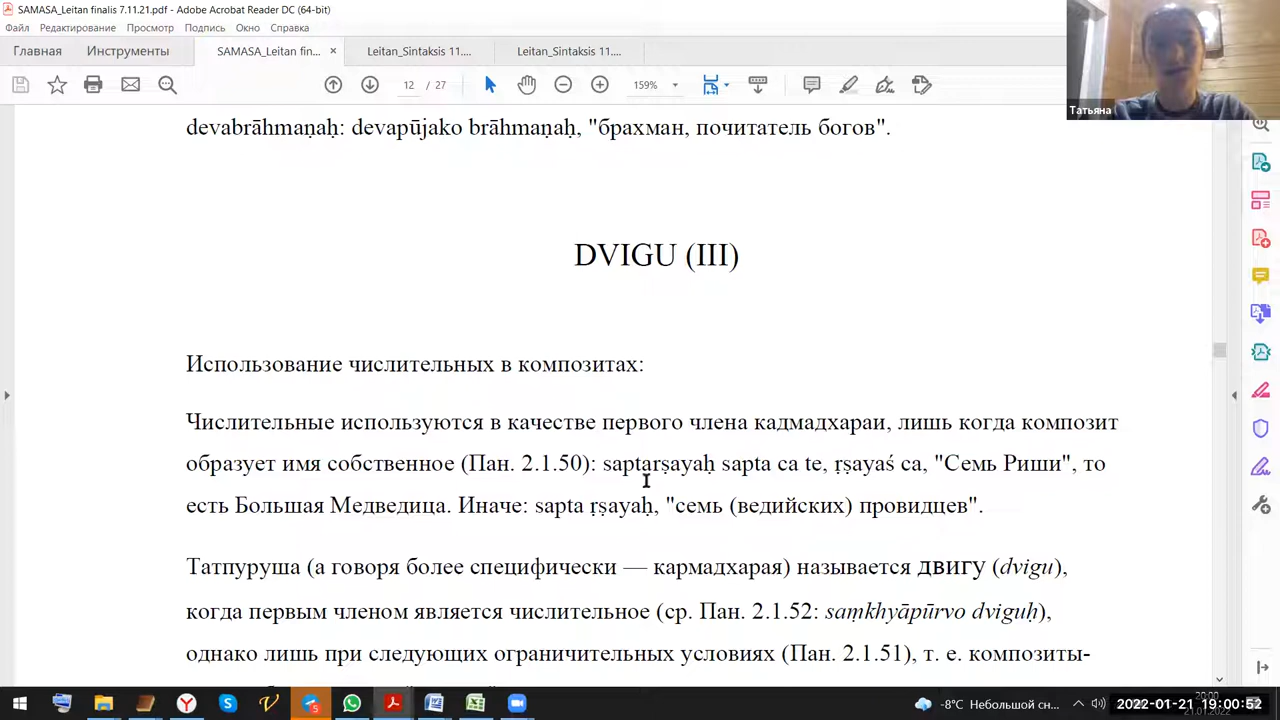 SAMASA_Leitan finalis 7.11.21.pdf - Adobe Acrobat Reader DC (64-bit)
Файл Редактирование Просмотр Подпись Окно Справка
Главная Инструменты SAMASA_Leitan fin... × Leitan_Sintaksis 11.... Leitan_Sintaksis 11....
12 / 27 159%
Татьяна
devabrāhmaṇaḥ: devapūjako brāhmaṇaḥ, "брахман, почитатель богов".
DVIGU (III)
Использование числительных в композитах:
Числительные используются в качестве первого члена кадмадхараи, лишь когда композит
образует имя собственное (Пан. 2.1.50): saptarṣayaḥ sapta ca te, ṛṣayaś ca, "Семь Риши", то
есть Большая Медведица. Иначе: sapta ṛṣayaḥ, "семь (ведийских) провидцев".
Татпуруша (а говоря более специфически — кармадхарая) называется двигу (dvigu),
когда первым членом является числительное (ср. Пан. 2.1.52: saṃkhyāpūrvo dviguḥ),
однако лишь при следующих ограничительных условиях (Пан. 2.1.51), т. е. композиты-
-8°C Небольшой сн...
20:00
2022-01-21 19:00:52
21.01.2022